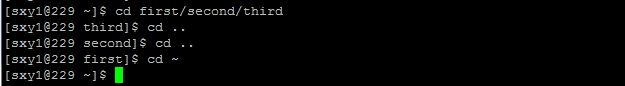 [sxy1@229 ~]$ cd first/second/third
[sxy1@229 third]$ cd ..
[sxy1@229 second]$ cd ..
[sxy1@229 first]$ cd ~
[sxy1@229 ~]$